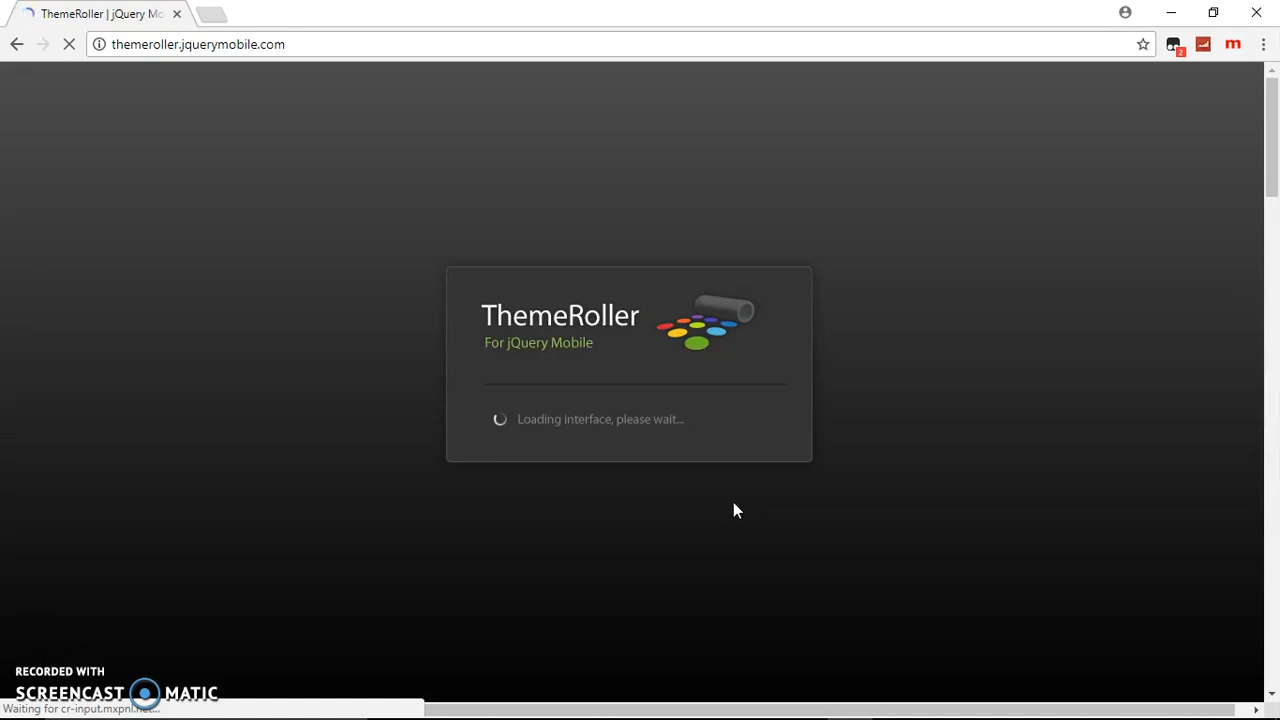 ThemeRoller | jQuery Mo
themeroller.jquerymobile.com
2
m
ThemeRoller
For jQuery Mobile
Loading interface, please wait...
RECORDED WITH
SCREENCAST MATIC
Waiting for cr-input.mxpnl.net...